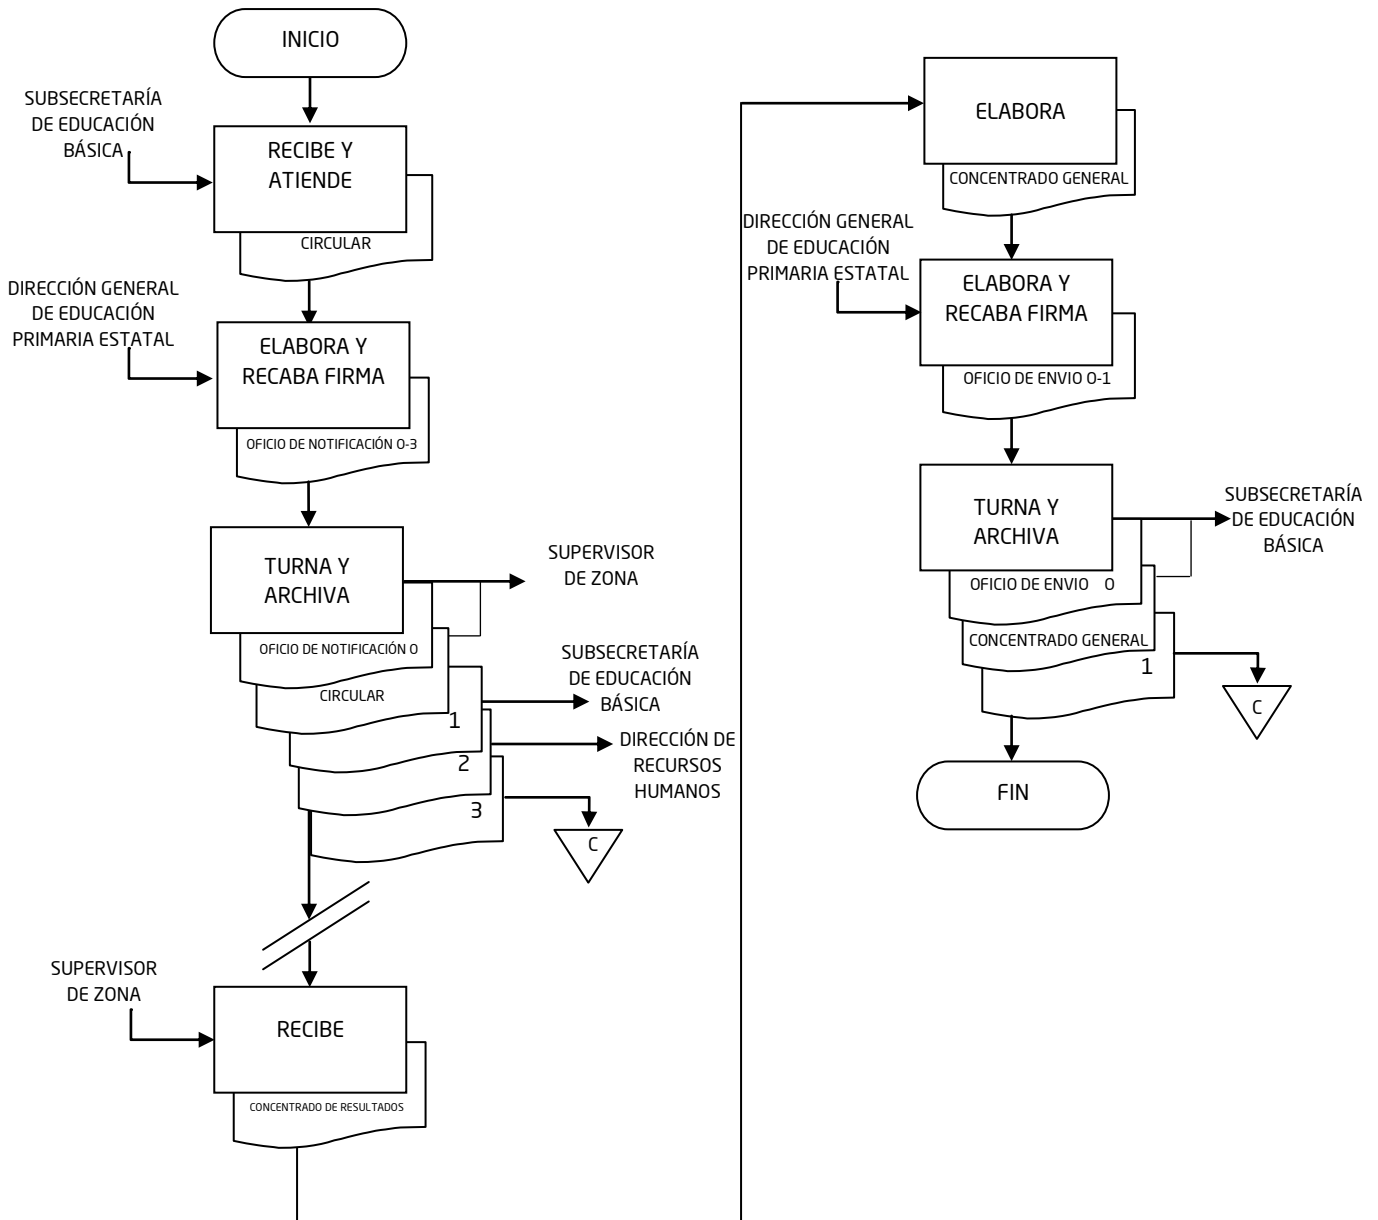 INICIO
SUBSECRETARÍA
DE EDUCACIÓN
BÁSICA
RECIBE Y
ATIENDE
CIRCULAR
DIRECCIÓN GENERAL
DE EDUCACIÓN
PRIMARIA ESTATAL
ELABORA Y
RECABA FIRMA
OFICIO DE NOTIFICACIÓN O-3
TURNA Y
ARCHIVA
SUPERVISOR
DE ZONA
OFICIO DE NOTIFICACIÓN O
CIRCULAR
SUBSECRETARÍA
DE EDUCACIÓN
BÁSICA
1
DIRECCIÓN DE
RECURSOS
HUMANOS
2
3
C
SUPERVISOR
DE ZONA
RECIBE
CONCENTRADO DE RESULTADOS
ELABORA
CONCENTRADO GENERAL
DIRECCIÓN GENERAL
DE EDUCACIÓN
PRIMARIA ESTATAL
ELABORA Y
RECABA FIRMA
OFICIO DE ENVIO O-1
TURNA Y
ARCHIVA
SUBSECRETARÍA
DE EDUCACIÓN
BÁSICA
OFICIO DE ENVIO O
CONCENTRADO GENERAL
1
C
FIN